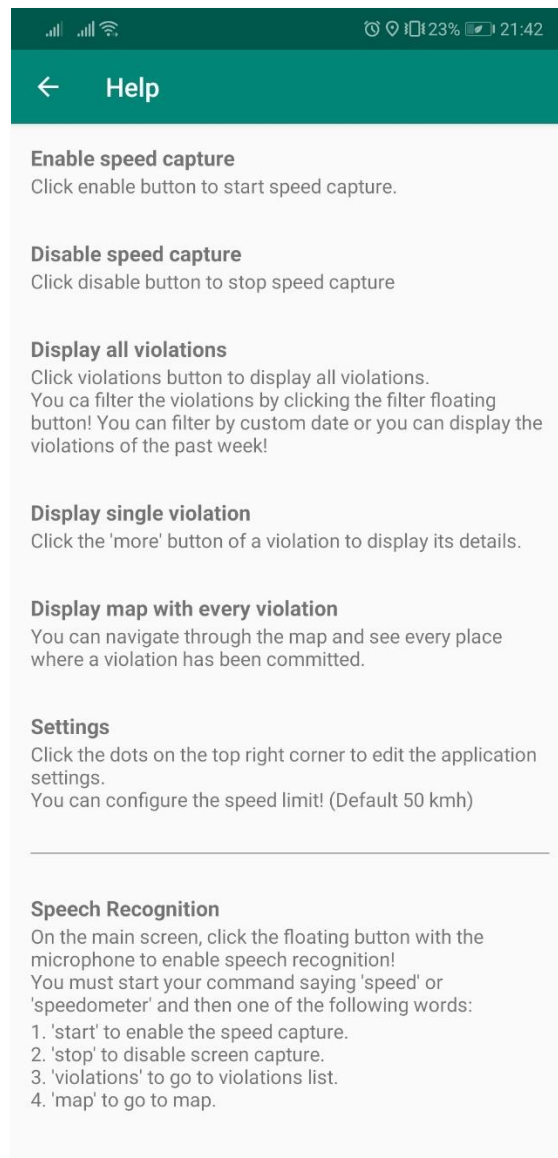 23% 21:42
Help
Enable speed capture
Click enable button to start speed capture.
Disable speed capture
Click disable button to stop speed capture
Display all violations
Click violations button to display all violations.
You ca filter the violations by clicking the filter floating
button! You can filter by custom date or you can display the
violations of the past week!
Display single violation
Click the 'more' button of a violation to display its details.
Display map with every violation
You can navigate through the map and see every place
where a violation has been committed.
Settings
Click the dots on the top right corner to edit the application
settings.
You can configure the speed limit! (Default 50 kmh)
Speech Recognition
On the main screen, click the floating button with the
microphone to enable speech recognition!
You must start your command saying 'speed' or
'speedometer' and then one of the following words:
1. 'start' to enable the speed capture.
2. 'stop' to disable screen capture.
3. 'violations' to go to violations list.
4. 'map' to go to map.